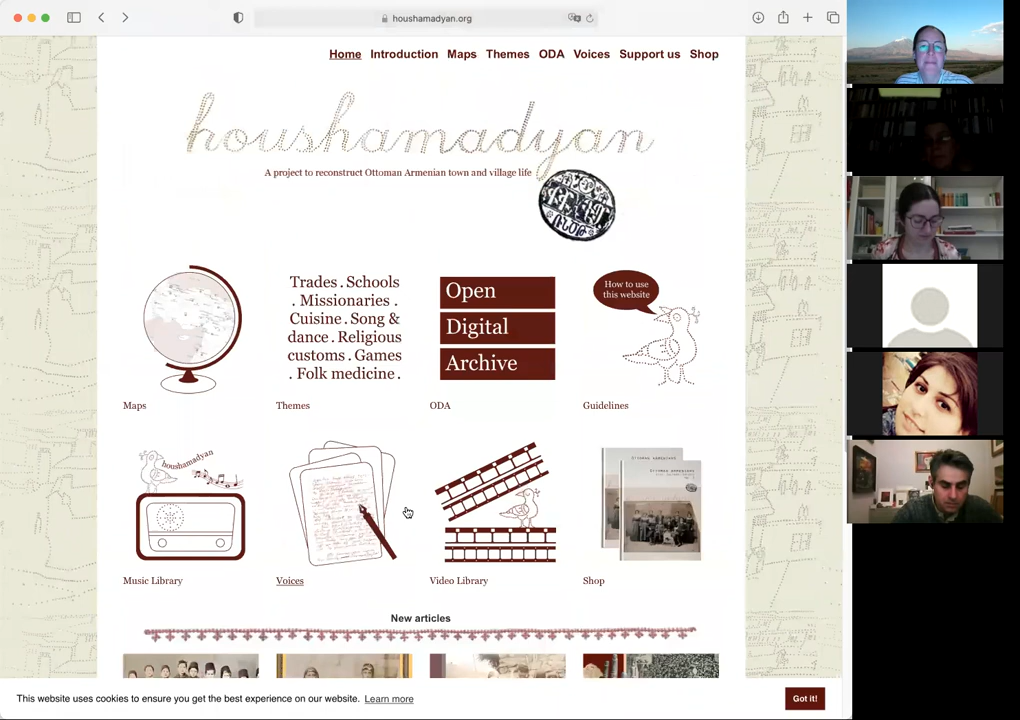 houshamadyan.org
Home Introduction Maps Themes ODA Voices Support us Shop
houshamadyan
A project to reconstruct Ottoman Armenian town and village life
Trades . Schools
. Missionaries .
Cuisine . Song &
dance . Religious
customs . Games
. Folk medicine .
Open
Digital
Archive
How to use
this website
Maps
Themes
ODA
Guidelines
houshamadyan
Music Library
Voices
Video Library
Shop
New articles
This website uses cookies to ensure you get the best experience on our website. Learn more
Got it!